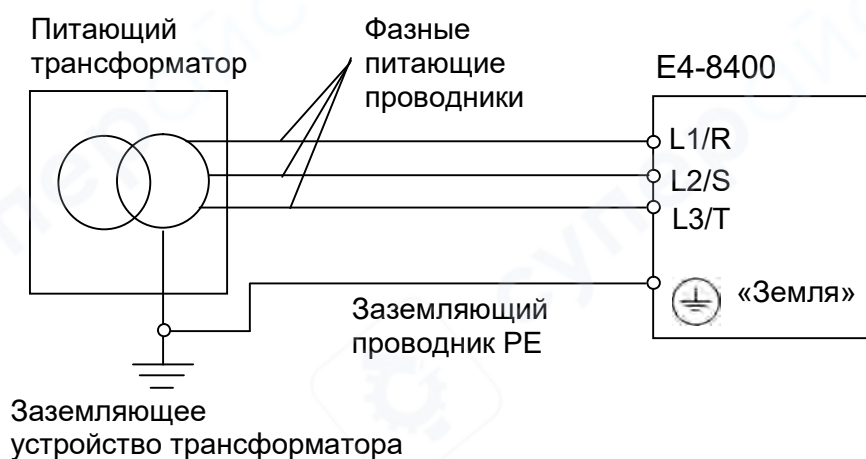 Питающий
трансформатор
Фазные
питающие
проводники
E4-8400
L1/R
L2/S
L3/T
«Земля»
Заземляющий
проводник PE
Заземляющее
устройство трансформатора